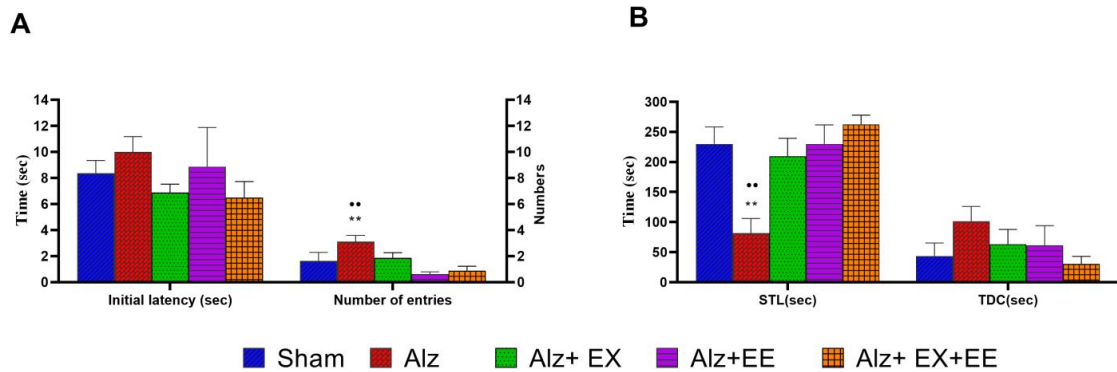 A
B
14
12
10
8
6
4
2
0
Time (sec)
14
12
10
8
6
4
2
0
Numbers
••
**
Initial latency (sec)
Number of entries
300
250
200
150
100
50
0
Time (sec)
••
**
STL(sec)
TDC(sec)
Sham
Alz
Alz+ EX
Alz+EE
Alz+ EX+EE